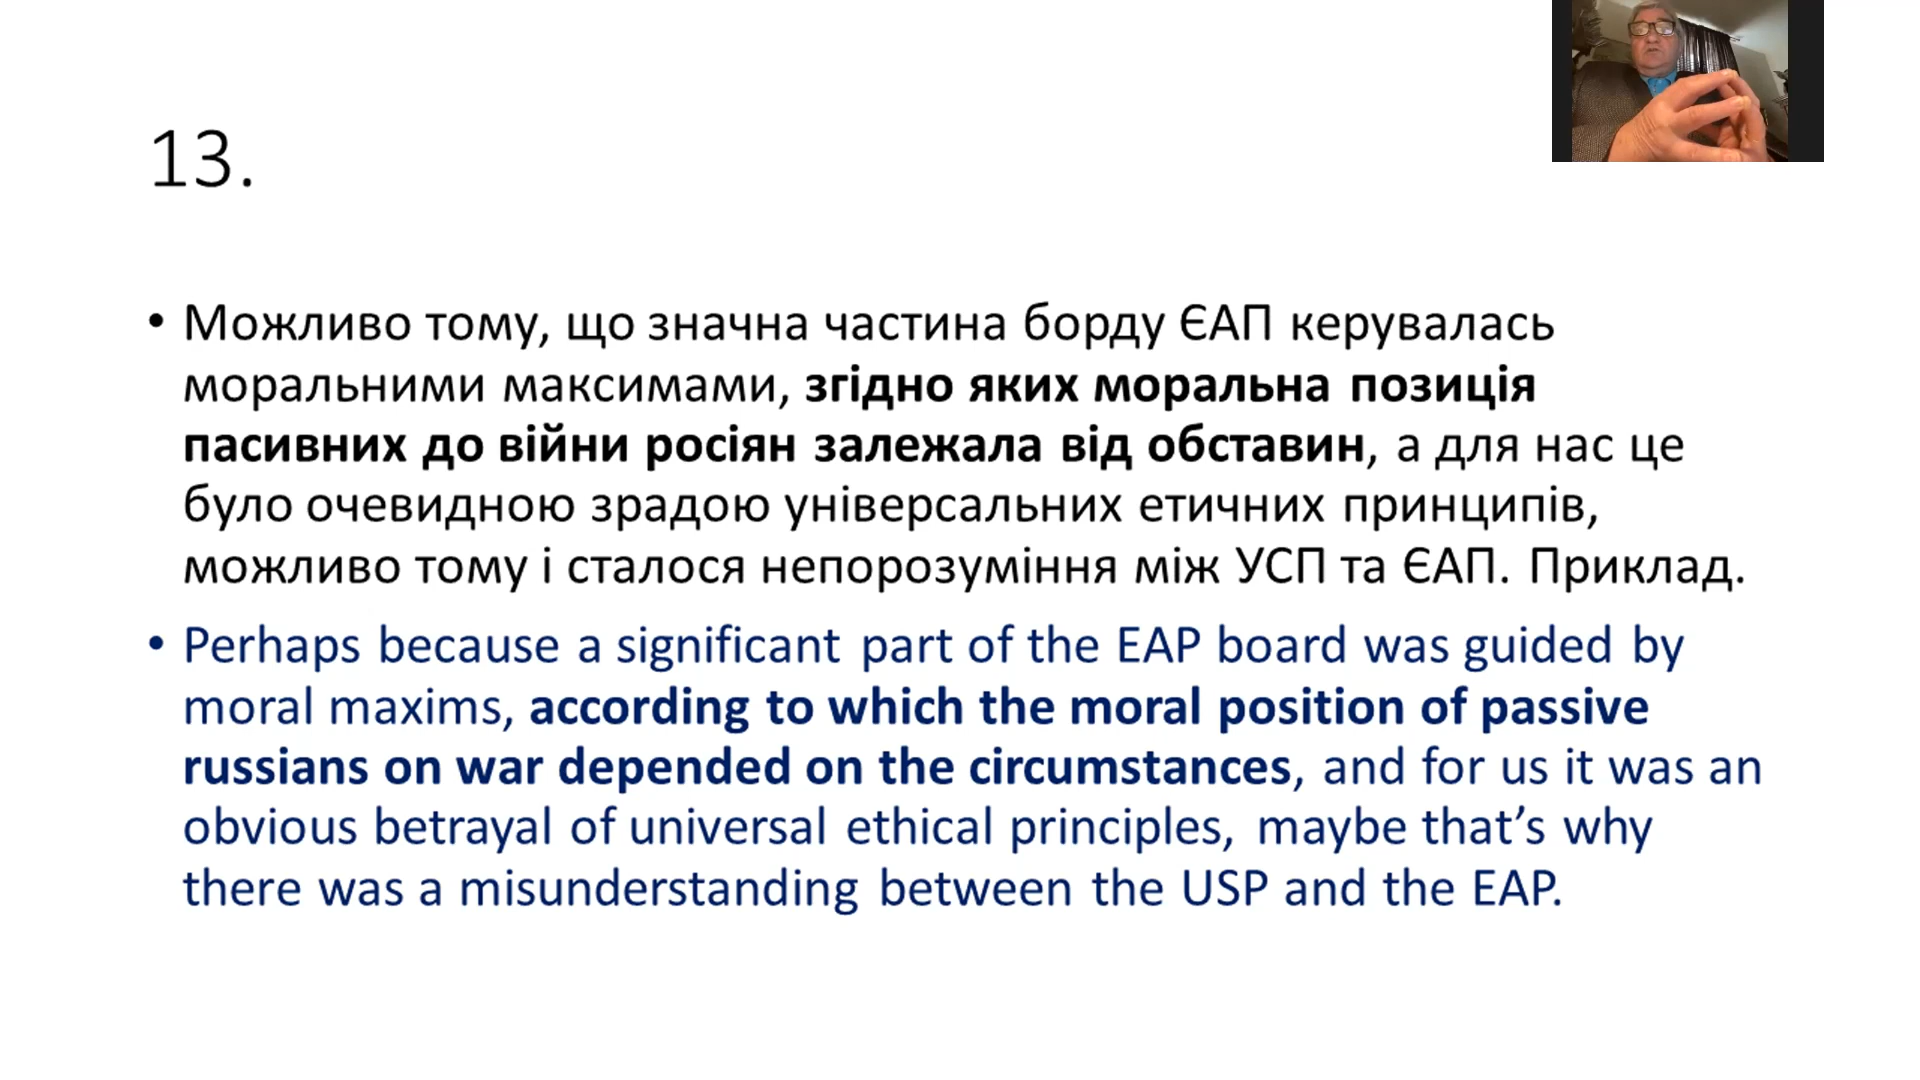 13.
• Можливо тому, що значна частина борду ЄАП керувалась
моральними максимами, згідно яких моральна позиція
пасивних до війни росіян залежала від обставин, а для нас це
було очевидною зрадою універсальних етичних принципів,
можливо тому і сталося непорозуміння між УСП та ЄАП. Приклад.
• Perhaps because a significant part of the EAP board was guided by
moral maxims, according to which the moral position of passive
russians on war depended on the circumstances, and for us it was an
obvious betrayal of universal ethical principles, maybe that’s why
there was a misunderstanding between the USP and the EAP.